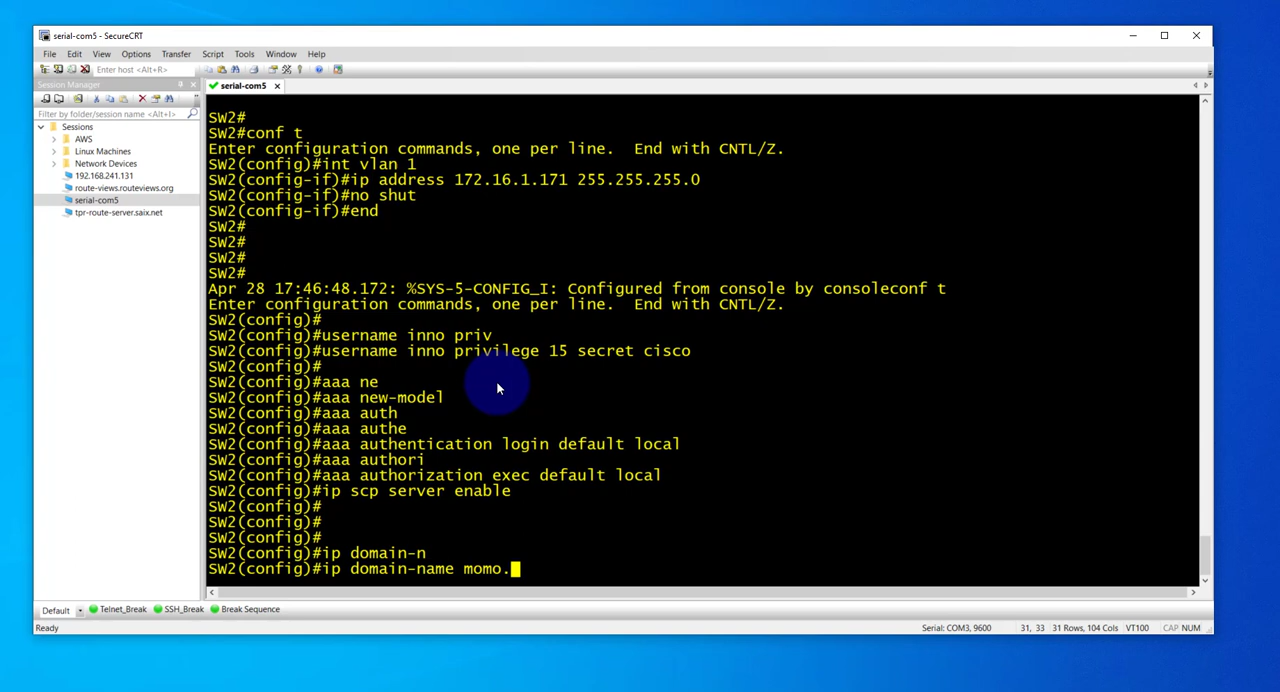 serial-com5 - SecureCRT
File Edit View Options Transfer Script Tools Window Help
Enter host <Alt+R>
Session Manager
serial-com5
Filter by folder/session name <Alt+I>
Sessions
AWS
Linux Machines
Network Devices
192.168.241.131
route-views.routeviews.org
serial-com5
tpr-route-server.saix.net
SW2#
SW2#conf t
Enter configuration commands, one per line.  End with CNTL/Z.
SW2(config)#int vlan 1
SW2(config-if)#ip address 172.16.1.171 255.255.255.0
SW2(config-if)#no shut
SW2(config-if)#end
SW2#
SW2#
SW2#
SW2#
Apr 28 17:46:48.172: %SYS-5-CONFIG_I: Configured from console by consoleconf t
Enter configuration commands, one per line.  End with CNTL/Z.
SW2(config)#
SW2(config)#username inno priv
SW2(config)#username inno privilege 15 secret cisco
SW2(config)#
SW2(config)#aaa ne
SW2(config)#aaa new-model
SW2(config)#aaa auth
SW2(config)#aaa authe
SW2(config)#aaa authentication login default local
SW2(config)#aaa authori
SW2(config)#aaa authorization exec default local
SW2(config)#ip scp server enable
SW2(config)#
SW2(config)#
SW2(config)#
SW2(config)#ip domain-n
SW2(config)#ip domain-name momo.
Default Telnet_Break SSH_Break Break Sequence
Ready Serial: COM3, 9600 31, 33 31 Rows, 104 Cols VT100 CAP NUM